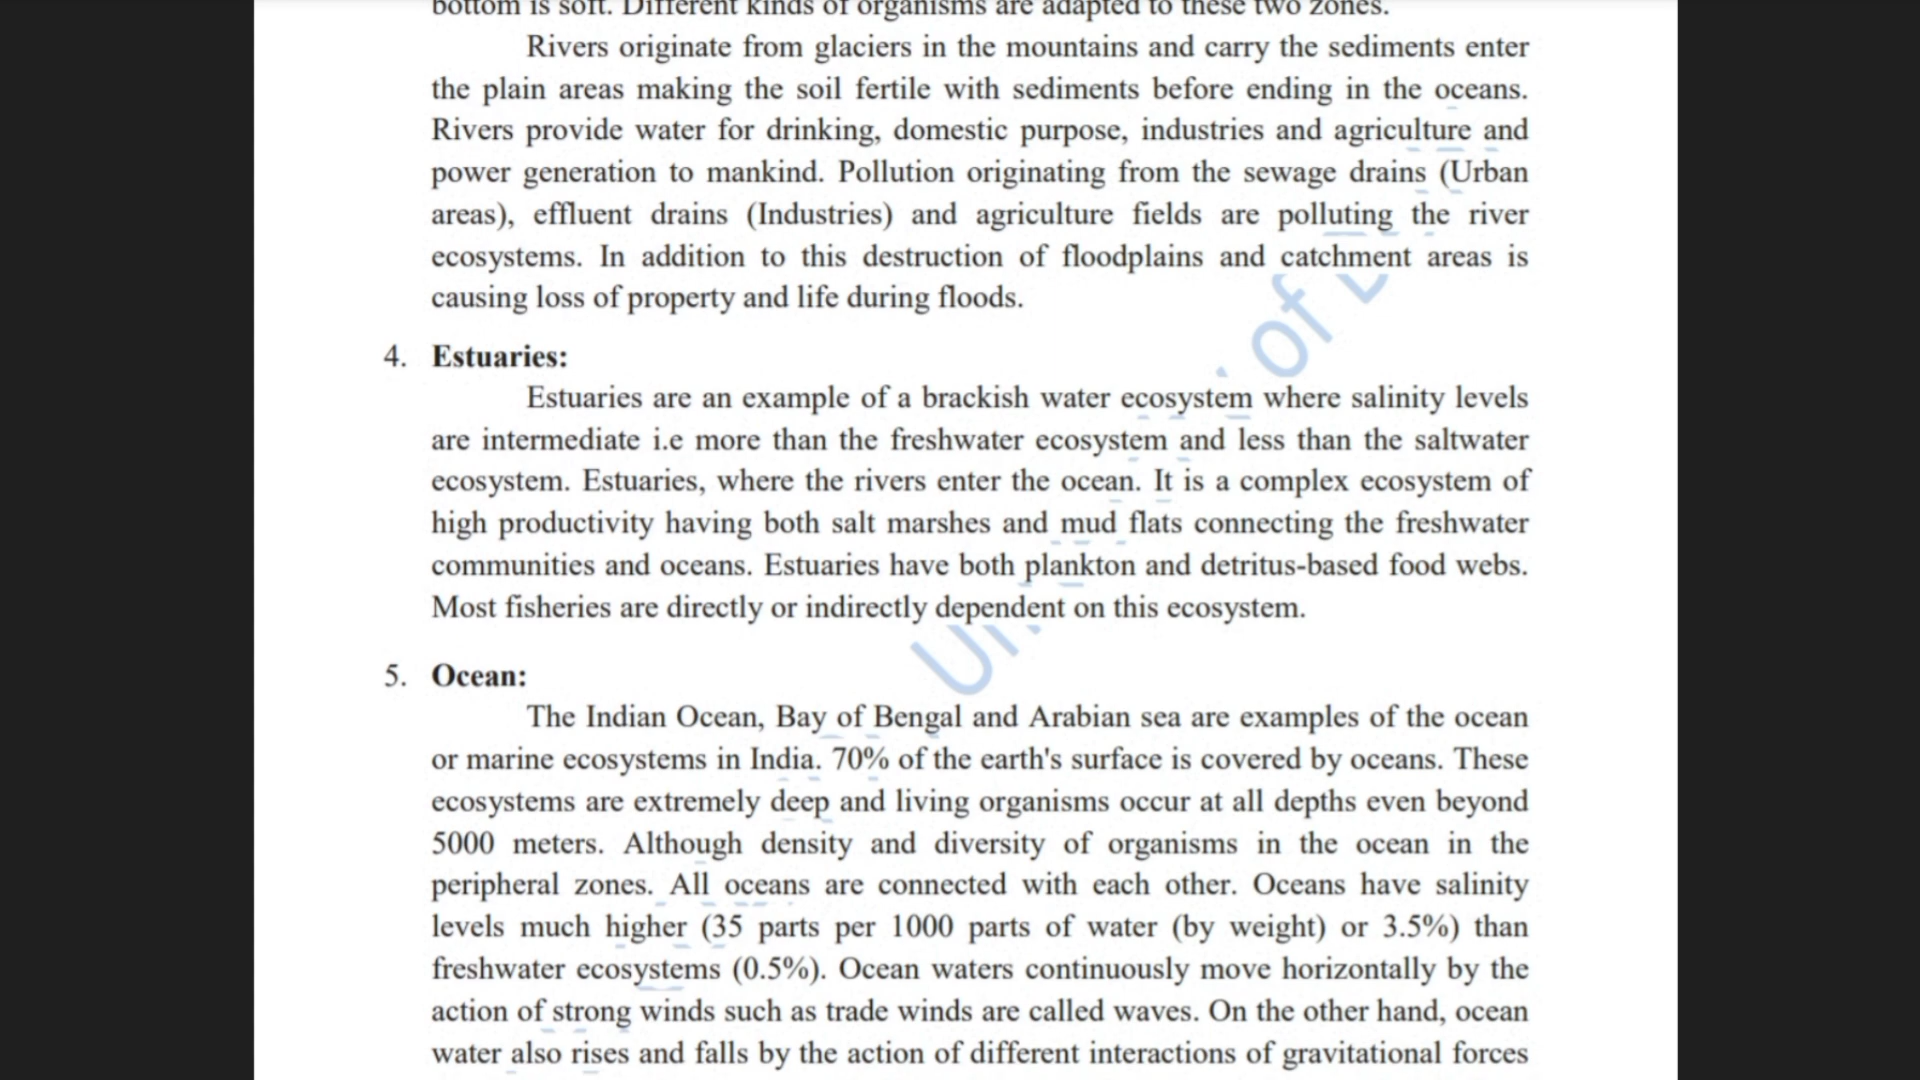 bottom is soft. Different kinds of organisms are adapted to these two zones.
Rivers originate from glaciers in the mountains and carry the sediments enter
the plain areas making the soil fertile with sediments before ending in the oceans.
Rivers provide water for drinking, domestic purpose, industries and agriculture and
power generation to mankind. Pollution originating from the sewage drains (Urban
areas), effluent drains (Industries) and agriculture fields are polluting the river
ecosystems. In addition to this destruction of floodplains and catchment areas is
causing loss of property and life during floods.
4. Estuaries:
Estuaries are an example of a brackish water ecosystem where salinity levels
are intermediate i.e more than the freshwater ecosystem and less than the saltwater
ecosystem. Estuaries, where the rivers enter the ocean. It is a complex ecosystem of
high productivity having both salt marshes and mud flats connecting the freshwater
communities and oceans. Estuaries have both plankton and detritus-based food webs.
Most fisheries are directly or indirectly dependent on this ecosystem.
5. Ocean:
The Indian Ocean, Bay of Bengal and Arabian sea are examples of the ocean
or marine ecosystems in India. 70% of the earth's surface is covered by oceans. These
ecosystems are extremely deep and living organisms occur at all depths even beyond
5000 meters. Although density and diversity of organisms in the ocean in the
peripheral zones. All oceans are connected with each other. Oceans have salinity
levels much higher (35 parts per 1000 parts of water (by weight) or 3.5%) than
freshwater ecosystems (0.5%). Ocean waters continuously move horizontally by the
action of strong winds such as trade winds are called waves. On the other hand, ocean
water also rises and falls by the action of different interactions of gravitational forces
of